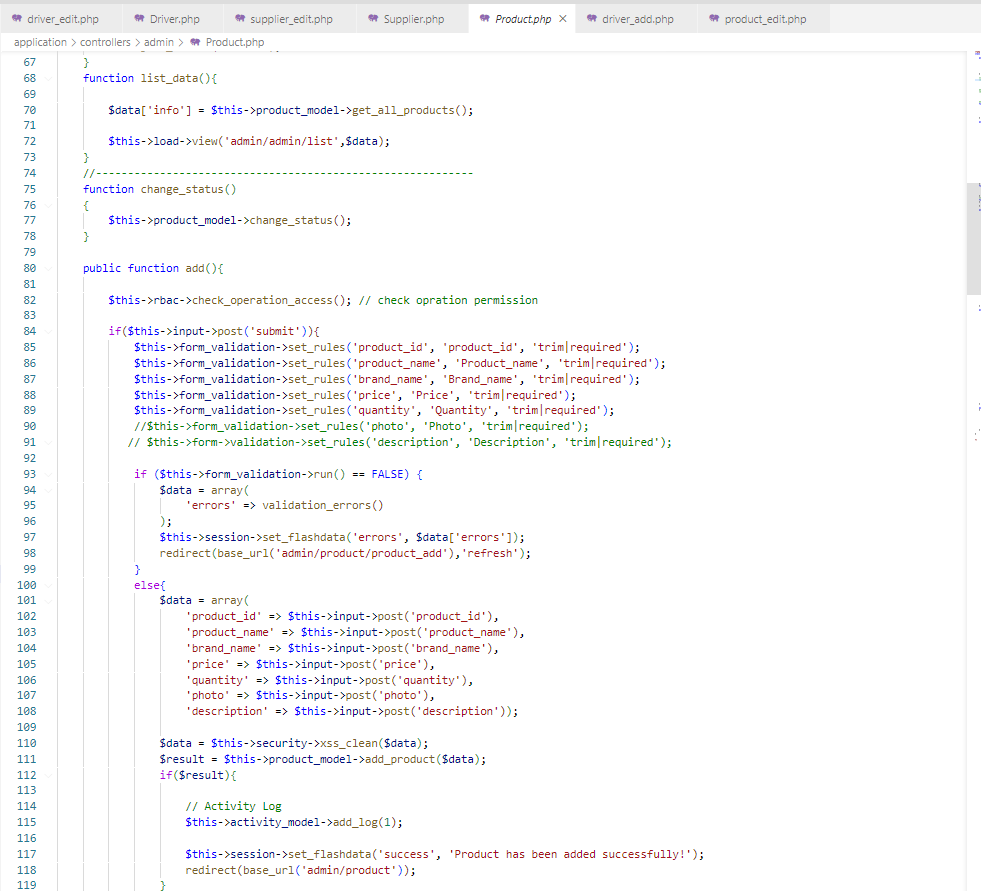 driver_edit.php Driver.php supplier_edit.php Supplier.php Product.php × driver_add.php product_edit.php
application > controllers > admin > Product.php
67 }
68 function list_data(){
69
70 $data['info'] = $this->product_model->get_all_products();
71
72 $this->load->view('admin/admin/list',$data);
73 }
74 //-----------------------------------------------------------
75 function change_status()
76 {
77 $this->product_model->change_status();
78 }
79
80 public function add(){
81
82 $this->rbac->check_operation_access(); // check opration permission
83
84 if($this->input->post('submit')){
85 $this->form_validation->set_rules('product_id', 'product_id', 'trim|required');
86 $this->form_validation->set_rules('product_name', 'Product_name', 'trim|required');
87 $this->form_validation->set_rules('brand_name', 'Brand_name', 'trim|required');
88 $this->form_validation->set_rules('price', 'Price', 'trim|required');
89 $this->form_validation->set_rules('quantity', 'Quantity', 'trim|required');
90 //$this->form_validation->set_rules('photo', 'Photo', 'trim|required');
91 // $this->form->validation->set_rules('description', 'Description', 'trim|required');
92
93 if ($this->form_validation->run() == FALSE) {
94 $data = array(
95 'errors' => validation_errors()
96 );
97 $this->session->set_flashdata('errors', $data['errors']);
98 redirect(base_url('admin/product/product_add'),'refresh');
99 }
100 else{
101 $data = array(
102 'product_id' => $this->input->post('product_id'),
103 'product_name' => $this->input->post('product_name'),
104 'brand_name' => $this->input->post('brand_name'),
105 'price' => $this->input->post('price'),
106 'quantity' => $this->input->post('quantity'),
107 'photo' => $this->input->post('photo'),
108 'description' => $this->input->post('description'));
109
110 $data = $this->security->xss_clean($data);
111 $result = $this->product_model->add_product($data);
112 if($result){
113
114 // Activity Log
115 $this->activity_model->add_log(1);
116
117 $this->session->set_flashdata('success', 'Product has been added successfully!');
118 redirect(base_url('admin/product'));
119 }